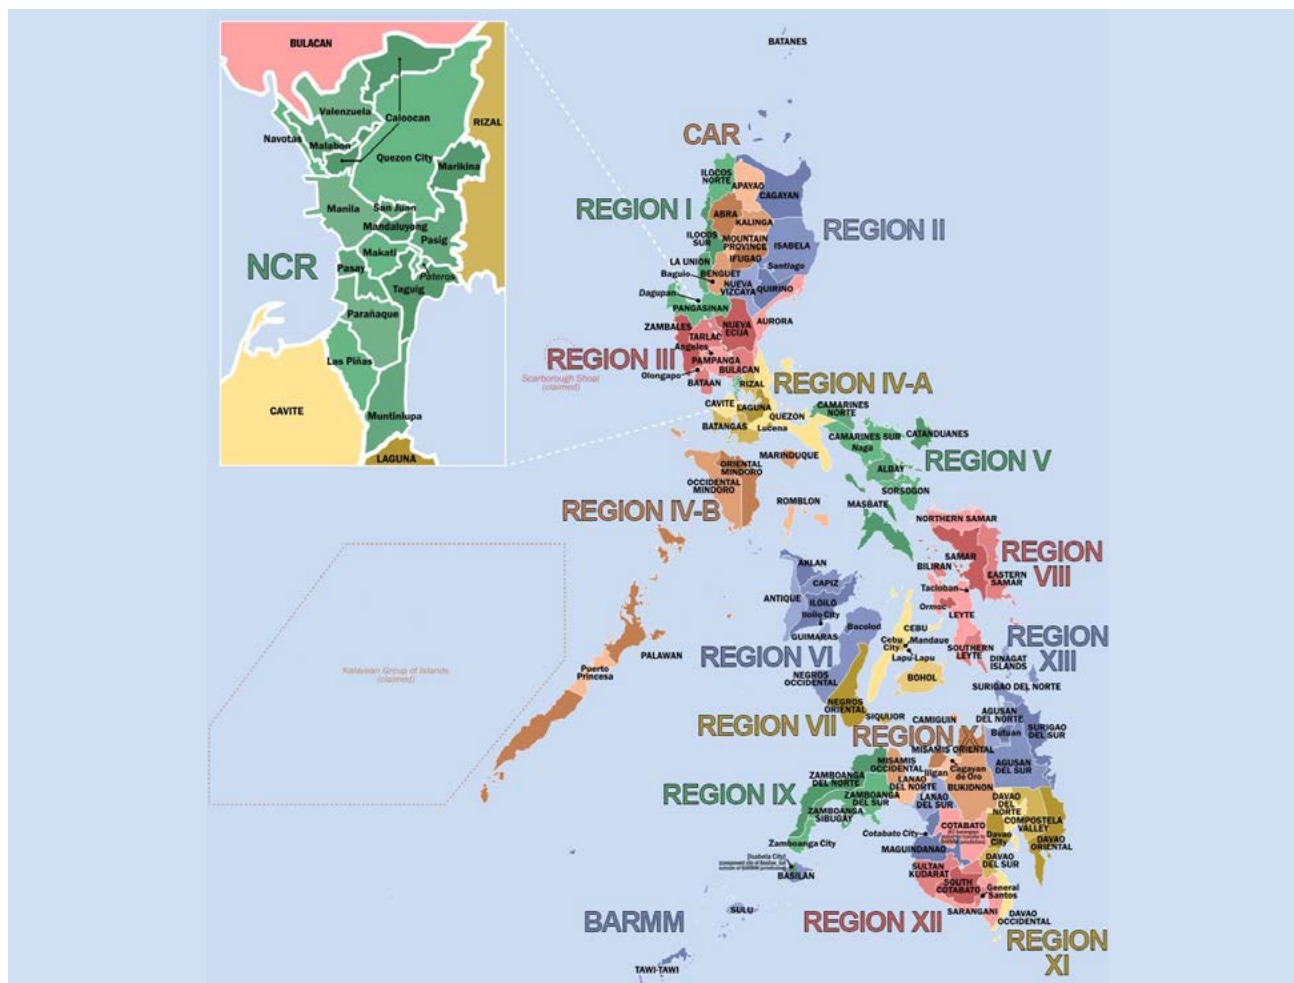 BULACAN
Valenzuela
Caloocan
Navotas
Malabon
RIZAL
Quezon City
Marikina
Manila
San Juan
Mandaluyong
Pasig
Makati
NCR
Pasay
Pateros
Taguig
Parañaque
Las Piñas
CAVITE
Muntinlupa
LAGUNA
BATANES
CAR
ILOCOS
NORTE
APAYAO
CAGAYAN
REGION I
ABRA
KALINGA
REGION II
ILOCOS
SUR
MOUNTAIN
PROVINCE
ISABELA
IFUGAO
LA UNION
Santiago
Baguio
BENGUET
NUEVA
VIZCAYA
QUIRINO
Dagupan
PANGASINAN
ZAMBALES
NUEVA
ECIJA
AURORA
TARLAC
Angeles
REGION III
PAMPANGA
BULACAN
Olongapo
BATAAN
Scarborough Shoal
(claimed)
RIZAL
REGION IV-A
CAVITE
LAGUNA
QUEZON
BATANGAS
Lucena
CAMARINES
NORTE
CAMARINES SUR
Naga
CATANDUANES
MARINDUQUE
ALBAY
REGION V
ORIENTAL
MINDORO
OCCIDENTAL
MINDORO
SORSOGON
REGION IV-B
ROMBLON
MASBATE
NORTHERN SAMAR
REGION
VIII
SAMAR
BILIRAN
EASTERN
SAMAR
Tacloban
AKLAN
CAPIZ
ANTIQUE
ILOILO
Iloilo City
GUIMARAS
Bacolod
Ormoc
LEYTE
CEBU
Cebu
City
Mandaue
Lapu-Lapu
SOUTHERN
LEYTE
REGION
XIII
DINAGAT
ISLANDS
REGION VI
PALAWAN
Puerto
Princesa
Kalayaan Group of Islands
(claimed)
NEGROS
OCCIDENTAL
BOHOL
SURIGAO DEL NORTE
NEGROS
ORIENTAL
REGION VII
SIQUIJOR
CAMIGUIN
AGUSAN
DEL NORTE
Butuan
SURIGAO
DEL SUR
REGION X
MISAMIS ORIENTAL
MISAMIS
OCCIDENTAL
Iligan
Cagayan
de Oro
AGUSAN
DEL SUR
ZAMBOANGA
DEL NORTE
LANAO
DEL NORTE
BUKIDNON
REGION IX
ZAMBOANGA
DEL SUR
LANAO
DEL SUR
DAVAO
DEL
NORTE
ZAMBOANGA
SIBUGAY
COMPOSTELA
VALLEY
COTABATO
Cotabato City
Davao
City
DAVAO
ORIENTAL
Zamboanga City
MAGUINDANAO
(Isabela City)
BASILAN
SULTAN
KUDARAT
DAVAO
DEL SUR
SOUTH
COTABATO
General
Santos
BARMM
SULU
REGION XII
SARANGANI
DAVAO
OCCIDENTAL
REGION
XI
TAWI-TAWI